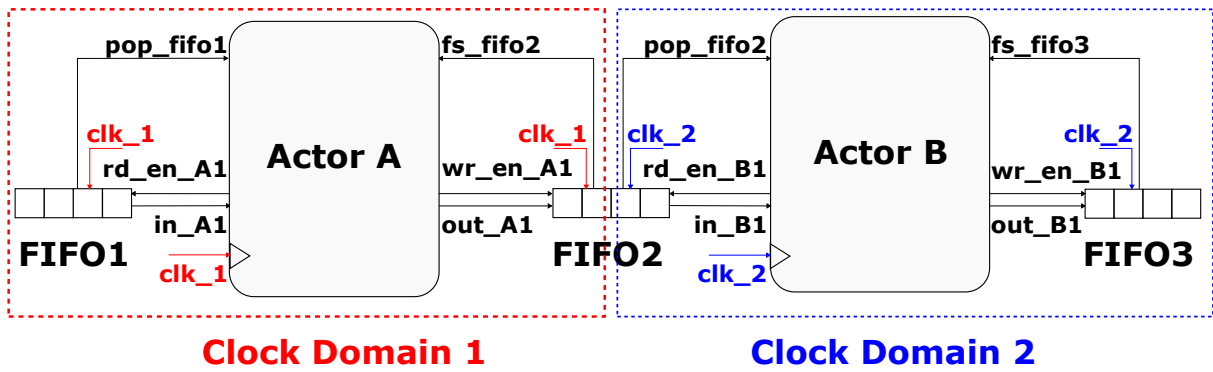 pop_fifo1
fs_fifo2
pop_fifo2
fs_fifo3
clk_1
Actor A
clk_1
clk_2
Actor B
clk_2
rd_en_A1
wr_en_A1
rd_en_B1
wr_en_B1
in_A1
out_A1
in_B1
out_B1
FIFO1
FIFO2
FIFO3
clk_1
clk_2
Clock Domain 1
Clock Domain 2